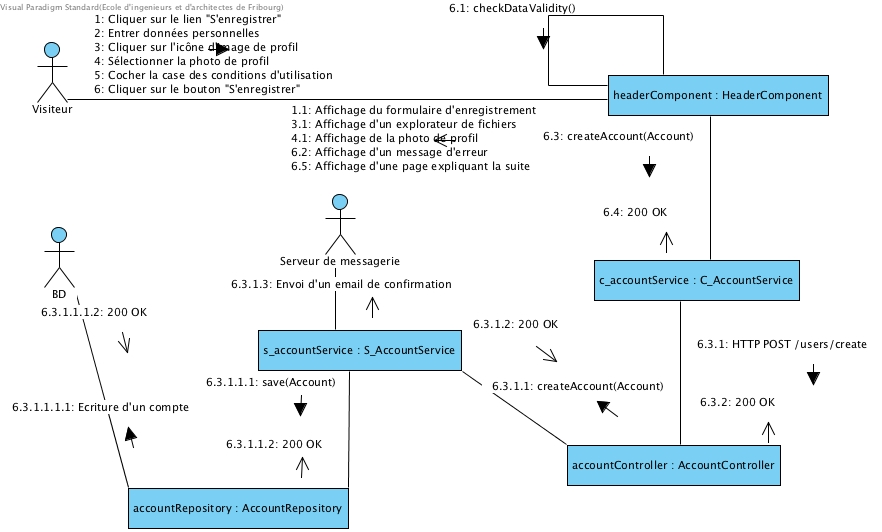 Visual Paradigm Standard(Ecole d'ingenieurs et d'architectes de Fribourg)
1: Cliquer sur le lien "S'enregistrer"
2: Entrer données personnelles
3: Cliquer sur l'icône d'image de profil
4: Sélectionner la photo de profil
5: Cocher la case des conditions d'utilisation
6: Cliquer sur le bouton "S'enregistrer"
6.1: checkDataValidity()
Visiteur
headerComponent : HeaderComponent
1.1: Affichage du formulaire d'enregistrement
3.1: Affichage d'un explorateur de fichiers
4.1: Affichage de la photo de profil
6.2: Affichage d'un message d'erreur
6.5: Affichage d'une page expliquant la suite
6.3: createAccount(Account)
6.4: 200 OK
Serveur de messagerie
6.3.1.3: Envoi d'un email de confirmation
c_accountService : C_AccountService
BD
6.3.1.1.1.2: 200 OK
s_accountService : S_AccountService
6.3.1.2: 200 OK
6.3.1: HTTP POST /users/create
6.3.1.1.1: save(Account)
6.3.1.1: createAccount(Account)
6.3.2: 200 OK
6.3.1.1.1.1: Ecriture d'un compte
6.3.1.1.2: 200 OK
accountController : AccountController
accountRepository : AccountRepository